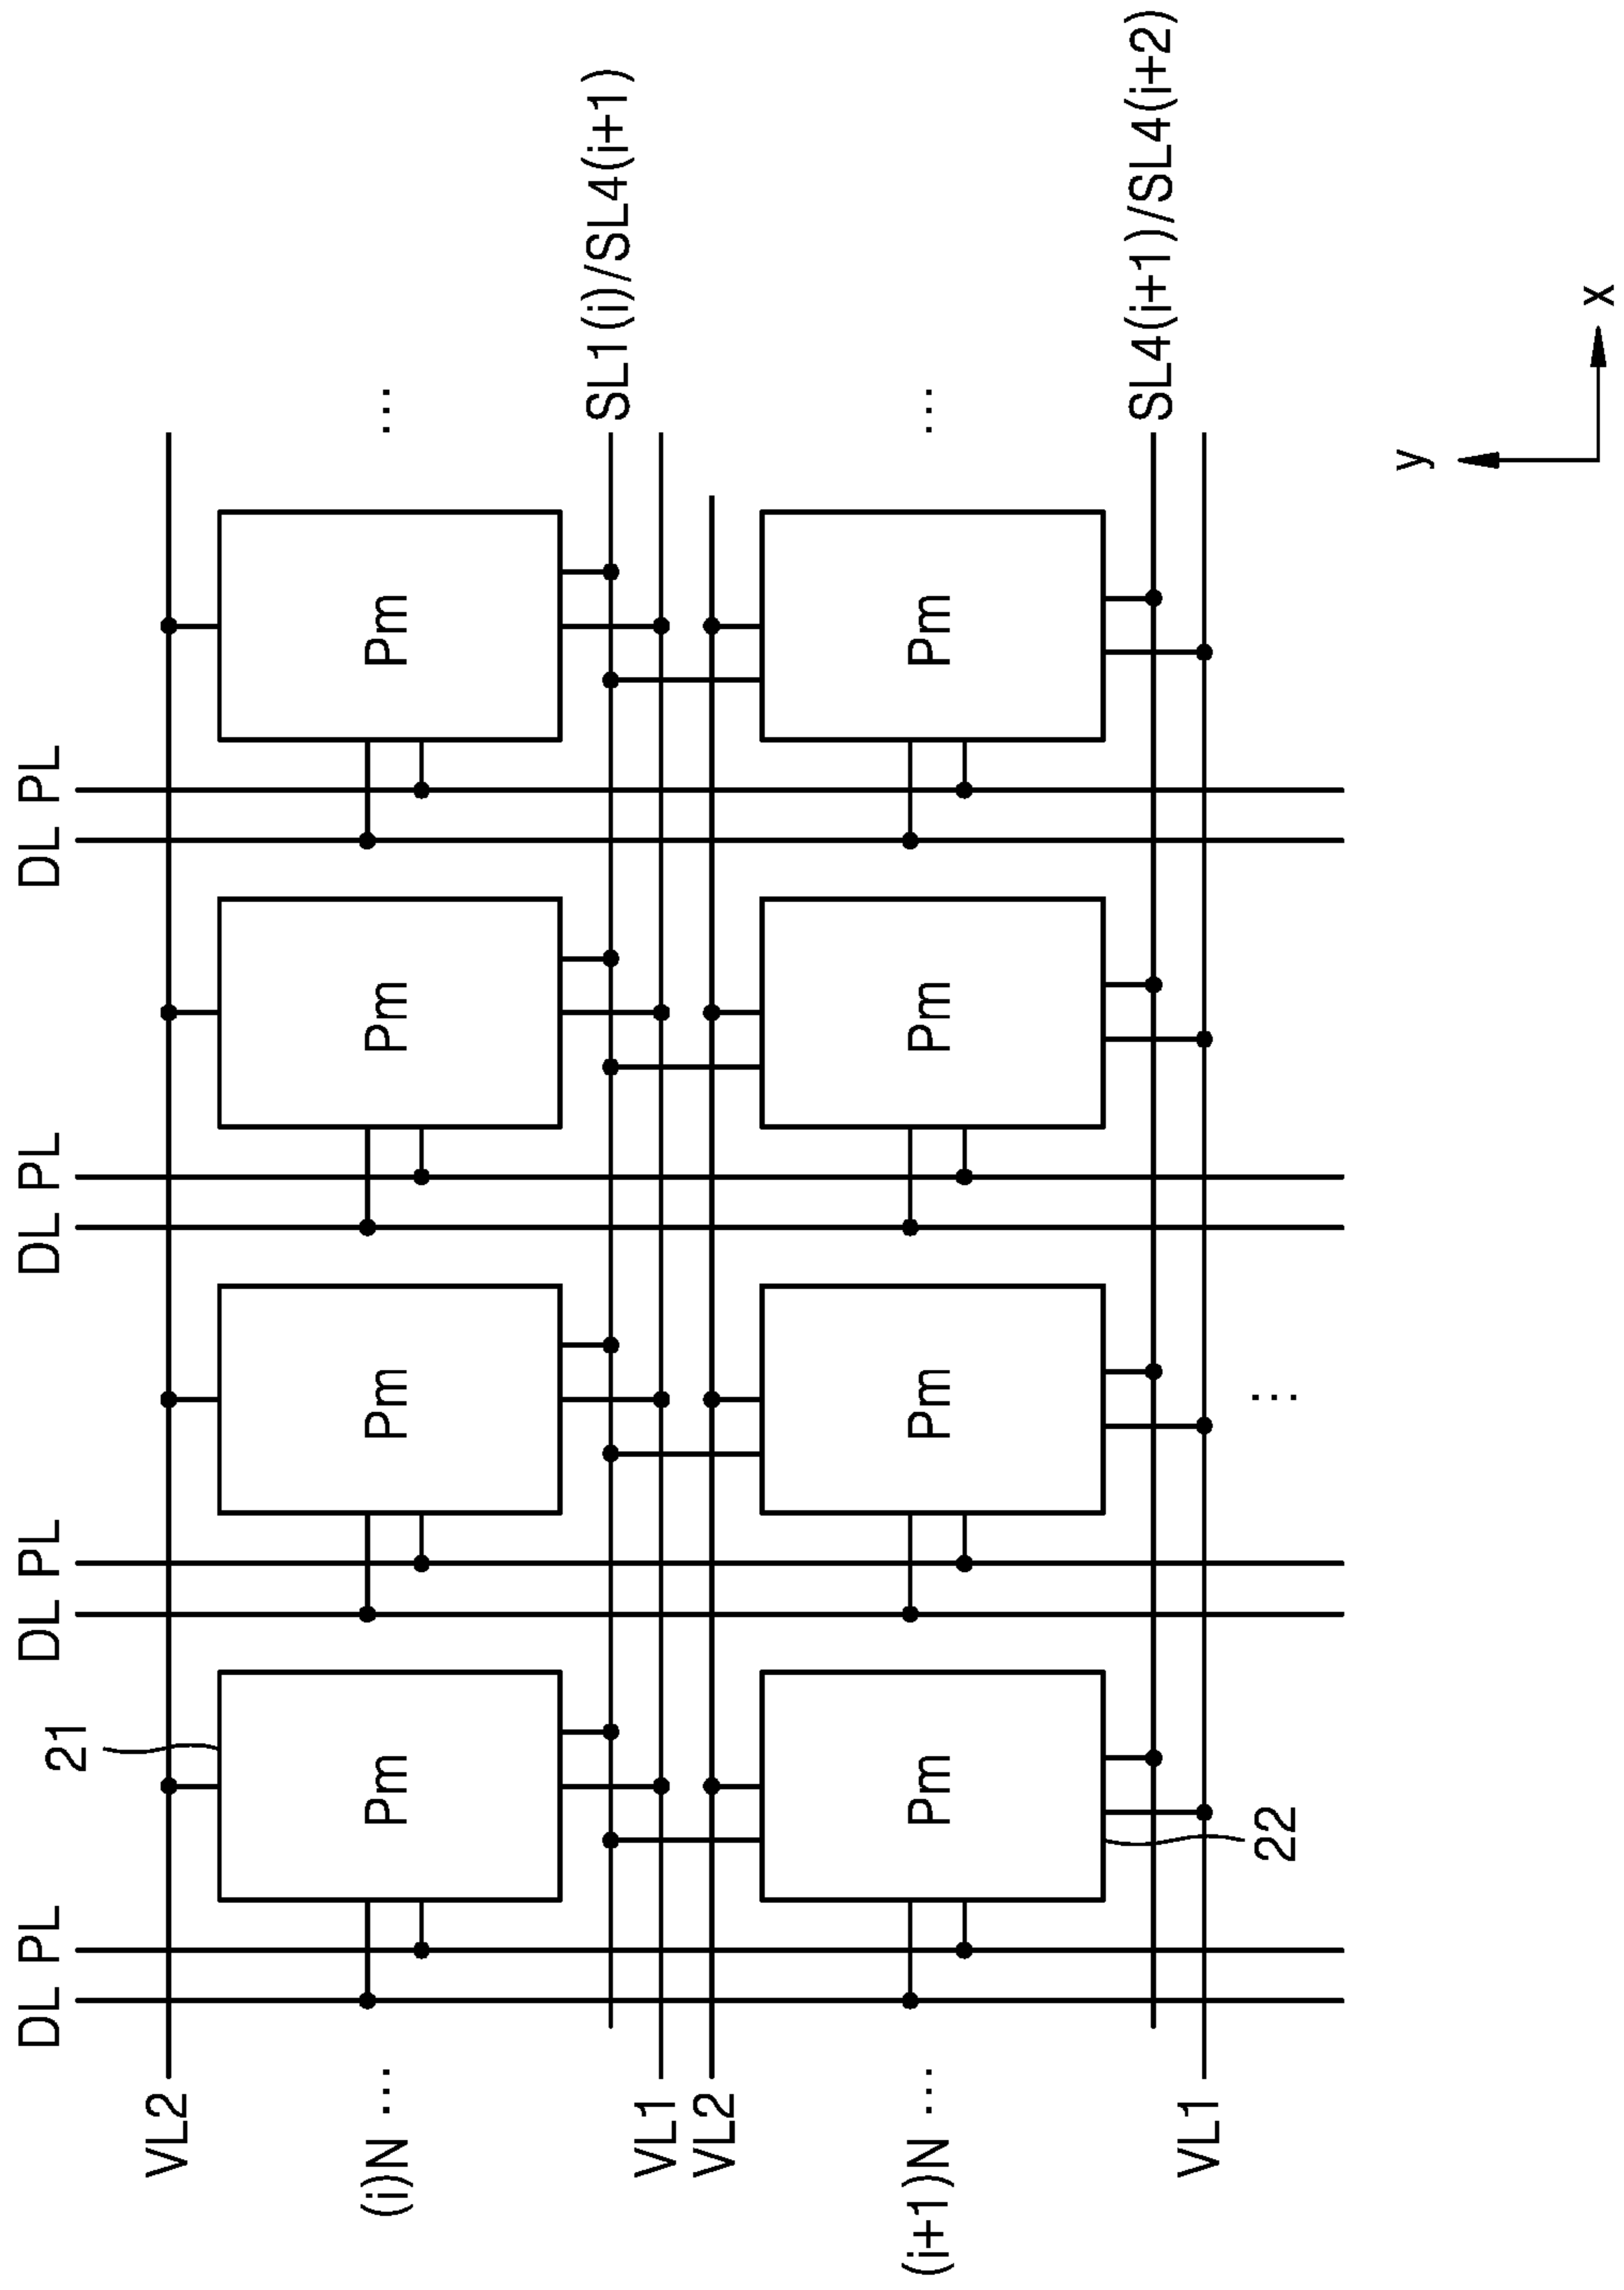 DL PL DL PL DL PL DL PL
21
VL2
(i)N ... Pm Pm Pm Pm ...
SL1(i)/SL4(i+1)
VL1
VL2
(i+1)N ... Pm Pm Pm Pm ...
SL4(i+1)/SL4(i+2)
VL1
22 ...
y
x